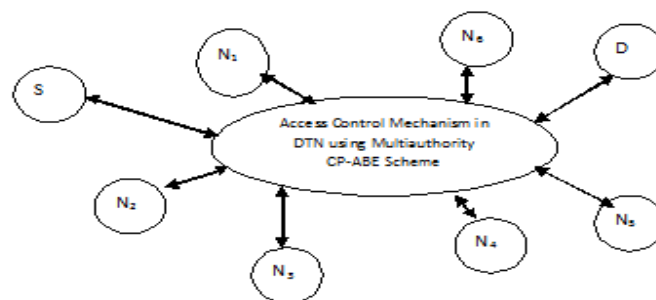 N₁
N₆
D
S
Access Control Mechanism in
DTN using Multiauthority
CP-ABE Scheme
N₂
N₅
N₄
N₃